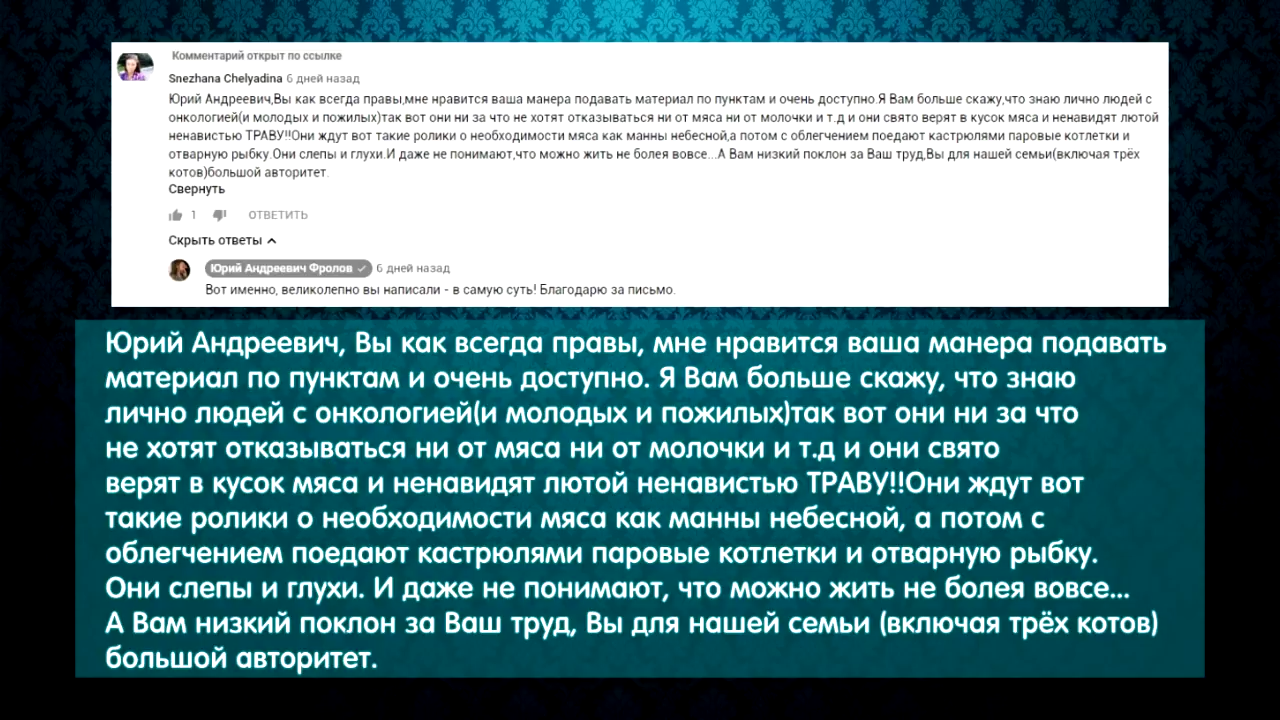 Комментарий открыт по ссылке
Snezhana Chelyadina 6 дней назад
Юрий Андреевич,Вы как всегда правы,мне нравится ваша манера подавать материал по пунктам и очень доступно.Я Вам больше скажу,что знаю лично людей с
онкологией(и молодых и пожилых)так вот они ни за что не хотят отказываться ни от мяса ни от молочки и т.д и они свято верят в кусок мяса и ненавидят лютой
ненавистью ТРАВУ!!Они ждут вот такие ролики о необходимости мяса как манны небесной,а потом с облегчением поедают кастрюлями паровые котлетки и
отварную рыбку.Они слепы и глухи.И даже не понимают,что можно жить не болея вовсе...А Вам низкий поклон за Ваш труд,Вы для нашей семьи(включая трёх
котов)большой авторитет.
Свернуть
1 ОТВЕТИТЬ
Скрыть ответы
Юрий Андреевич Фролов 6 дней назад
Вот именно, великолепно вы написали - в самую суть! Благодарю за письмо.
Юрий Андреевич, Вы как всегда правы, мне нравится ваша манера подавать
материал по пунктам и очень доступно. Я Вам больше скажу, что знаю
лично людей с онкологией(и молодых и пожилых)так вот они ни за что
не хотят отказываться ни от мяса ни от молочки и т.д и они свято
верят в кусок мяса и ненавидят лютой ненавистью ТРАВУ!!Они ждут вот
такие ролики о необходимости мяса как манны небесной, а потом с
облегчением поедают кастрюлями паровые котлетки и отварную рыбку.
Они слепы и глухи. И даже не понимают, что можно жить не болея вовсе...
А Вам низкий поклон за Ваш труд, Вы для нашей семьи (включая трёх котов)
большой авторитет.